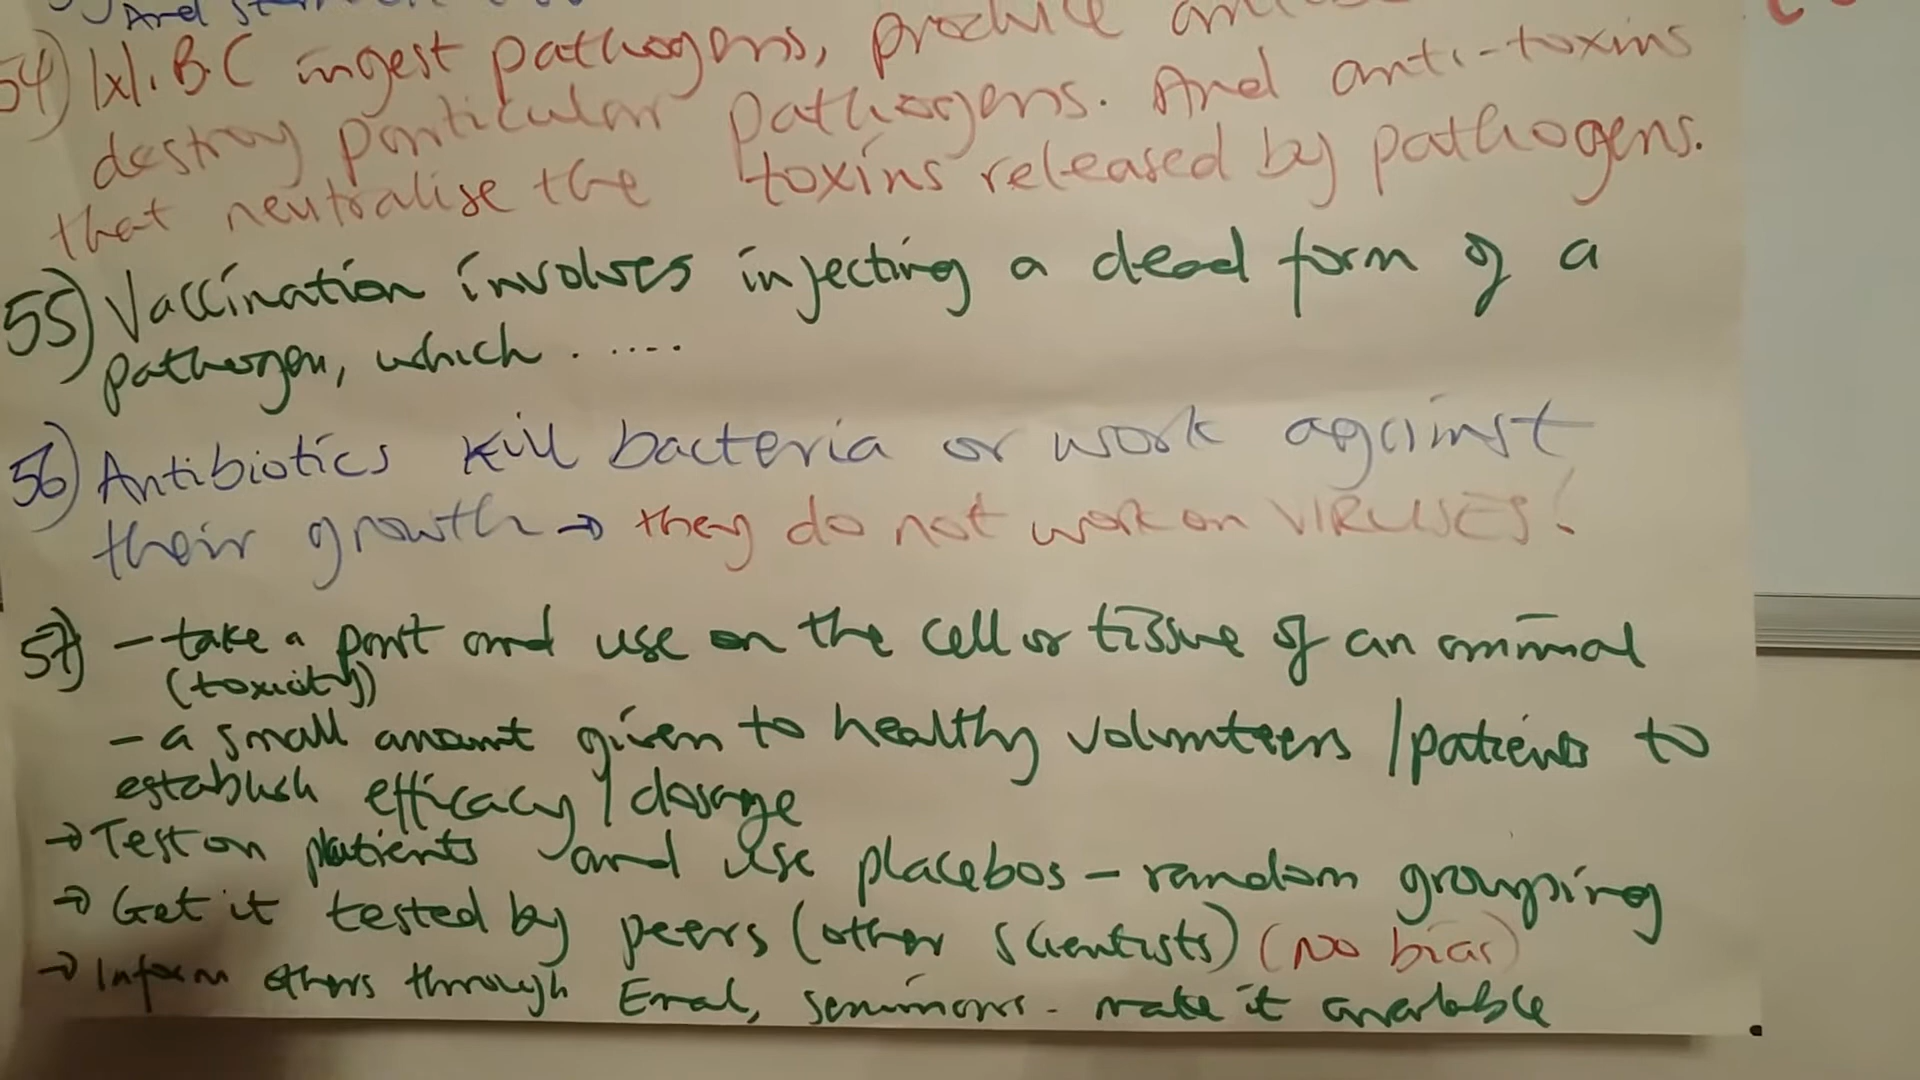 And
54) W.B.C ingest pathogens, produce
destroy particular pathogens. And anti-toxins
that neutralise the toxins released by pathogens.
55) Vaccination involves injecting a dead form of a
pathogen, which . .....
56) Antibiotics kill bacteria or work against
their growth → they do not work on VIRUSES!
57) – take a part and use on the cell or tissue of an animal
(toxicity)
– a small amount given to healthy volunteers / patients to
establish efficacy / dosage
→ Test on patients and use placebos – random grouping
→ Get it tested by peers (other scientists) (no bias)
→ Inform others through Email, seminars - make it available